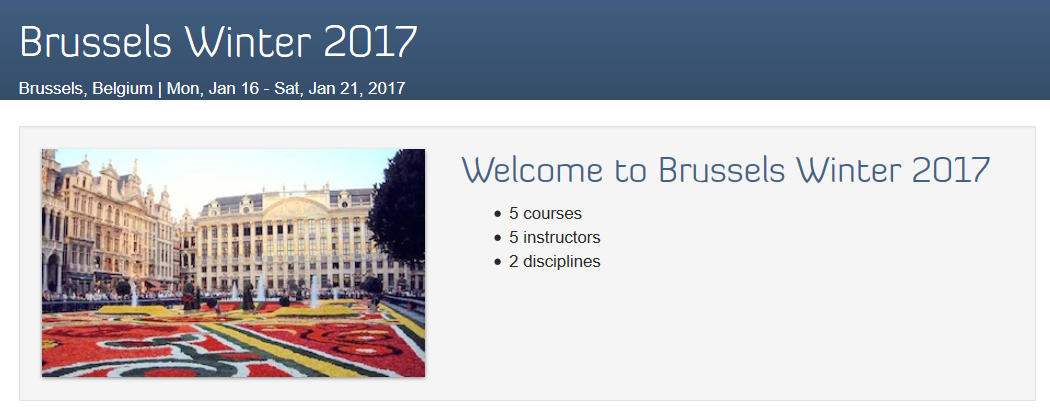 Brussels Winter 2017
Brussels, Belgium | Mon, Jan 16 - Sat, Jan 21, 2017
Welcome to Brussels Winter 2017
5 courses
5 instructors
2 disciplines